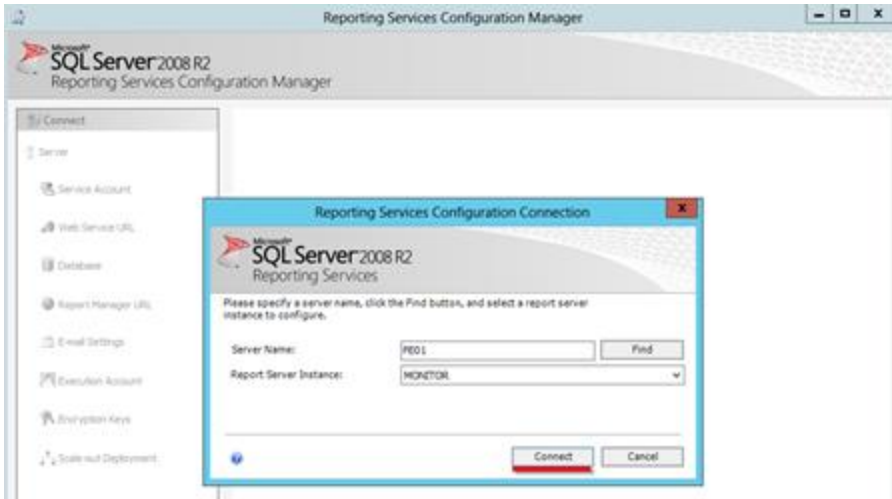 Reporting Services Configuration Manager
Microsoft
SQL Server 2008 R2
Reporting Services Configuration Manager
Connect
Server
Service Account
Web Service URL
Database
Report Manager URL
E-mail Settings
Execution Account
Encryption Keys
Scale-out Deployment
Reporting Services Configuration Connection
x
Microsoft
SQL Server 2008 R2
Reporting Services
Please specify a server name, click the Find button, and select a report server
instance to configure.
Server Name: PE01 Find
Report Server Instance: MONITOR
Connect Cancel